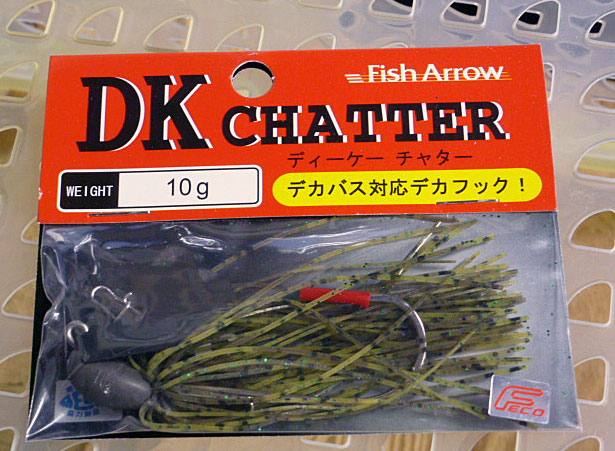 Fish Arrow
DK CHATTER
ディーケー チャター
WEIGHT 10g
デカバス対応デカフック!
FECO